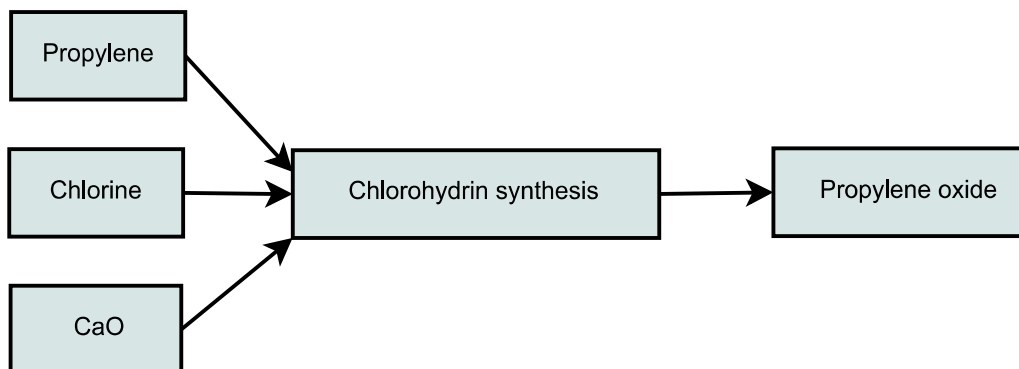 Propylene
Chlorine
CaO
Chlorohydrin synthesis
Propylene oxide